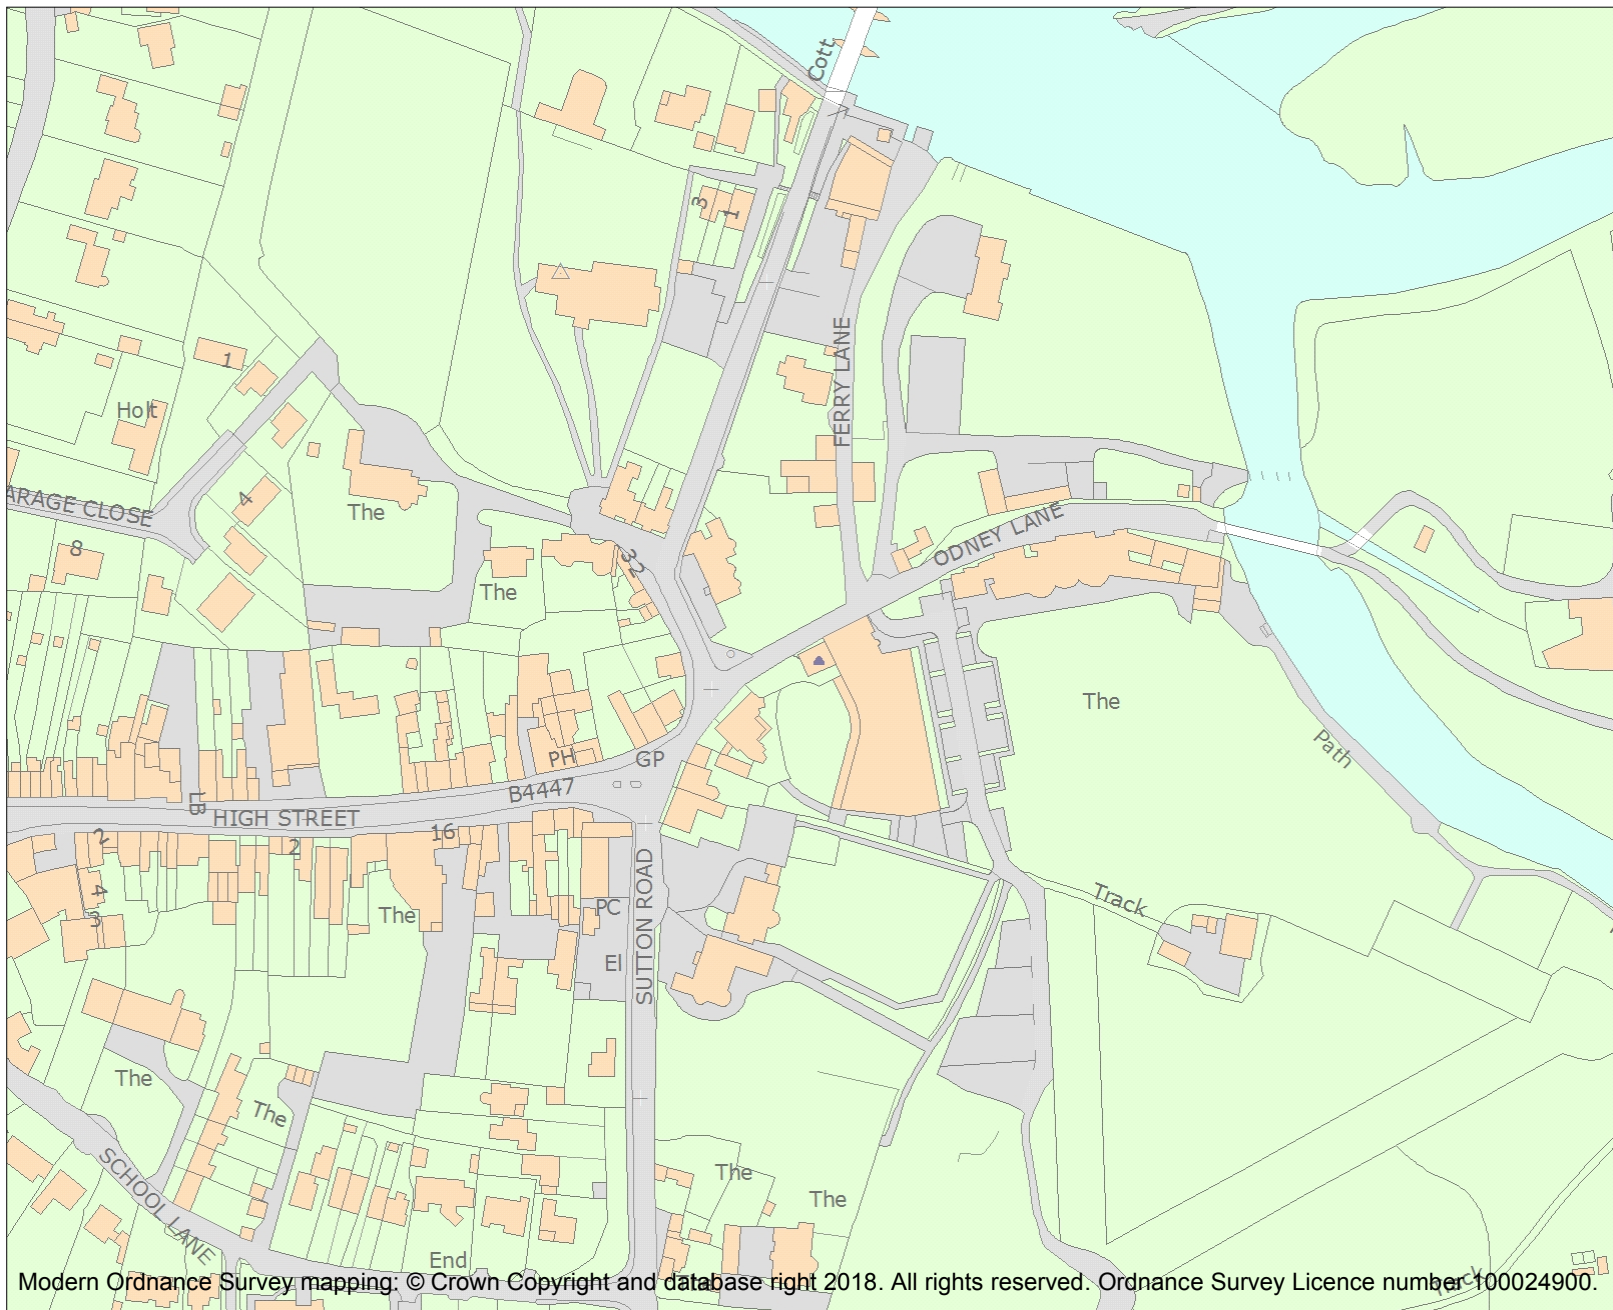 Cott
3
1
FERRY LANE
1
Holt
4
The
ARAGE CLOSE
8
The
32
ODNEY LANE
The
Path
PH
GP
B4447
LB
HIGH STREET
2
2
16
4
3
The
PC
El
SUTTON ROAD
Track
The
The
The
The
SCHOOL LANE
End
The
Track
Modern Ordnance Survey mapping: © Crown Copyright and database right 2018. All rights reserved. Ordnance Survey Licence number 100024900.